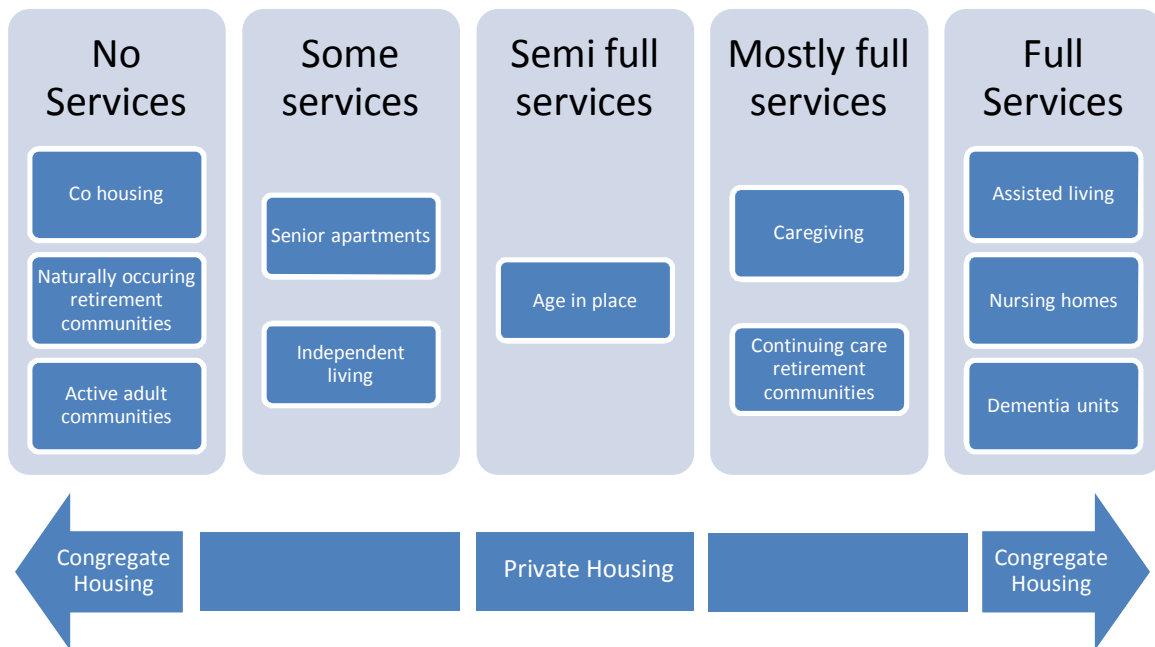 No
Services
Co housing
Naturally occuring
retirement
communities
Active adult
communities
Some
services
Senior apartments
Independent
living
Semi full
services
Age in place
Mostly full
services
Caregiving
Continuing care
retirement
communities
Full
Services
Assisted living
Nursing homes
Dementia units
Congregate
Housing
Private Housing
Congregate
Housing